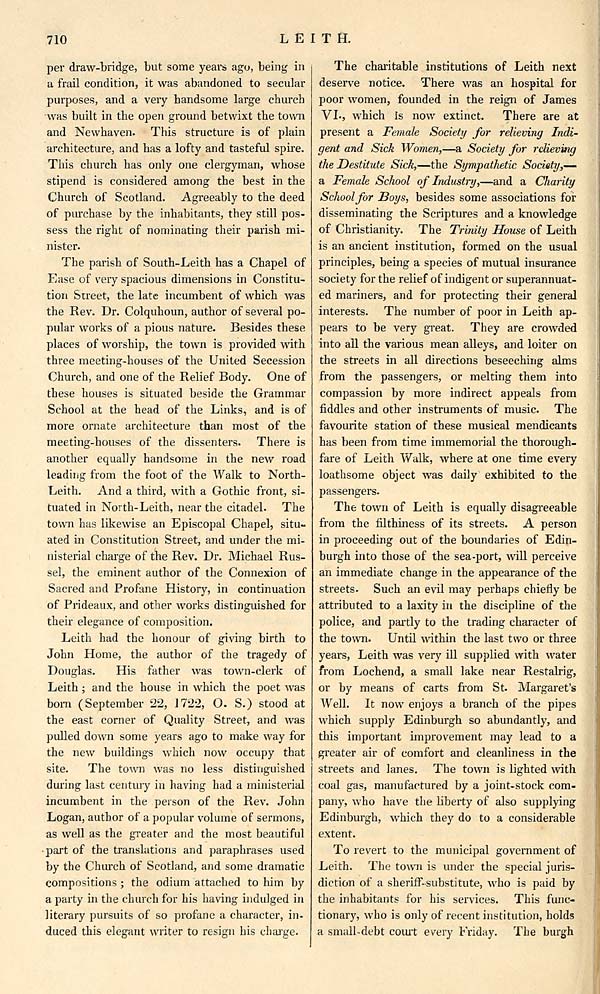 710
LEITH.
per draw-bridge, but some years ago, being in
a frail condition, it was abandoned to secular
purposes, and a very handsome large church
was built in the open ground betwixt the town
and Newhaven. This structure is of plain
architecture, and has a lofty and tasteful spire.
This church has only one clergyman, whose
stipend is considered among the best in the
Church of Scotland. Agreeably to the deed
of purchase by the inhabitants, they still pos-
sess the right of nominating their parish mi-
nister.
The parish of South-Leith has a Chapel of
Ease of very spacious dimensions in Constitu-
tion Street, the late incumbent of which was
the Rev. Dr. Colquhoun, author of several po-
pular works of a pious nature. Besides these
places of worship, the town is provided with
three meeting-houses of the United Secession
Church, and one of the Relief Body. One of
these houses is situated beside the Grammar
School at the head of the Links, and is of
more ornate architecture than most of the
meeting-houses of the dissenters. There is
another equally handsome in the new road
leading from the foot of the Walk to North-
Leith. And a third, with a Gothic front, si-
tuated in North-Leith, near the citadel. The
town has likewise an Episcopal Chapel, situ-
ated in Constitution Street, and under the mi-
nisterial charge of the Rev. Dr. Michael Rus-
sel, the eminent author of the Connexion of
Sacred and Profane History, in continuation
of Prideaux, and other works distinguished for
their elegance of composition.
Leith had the honour of giving birth to
John Home, the author of the tragedy of
Douglas. His father was town-clerk of
Leith; and the house in which the poet was
born (September 22, 1722, O. S.) stood at
the east corner of Quality Street, and was
pulled down some years ago to make way for
the new buildings which now occupy that
site. The town was no less distinguished
during last century in having had a ministerial
incumbent in the person of the Rev. John
Logan, author of a popular volume of sermons,
as well as the greater and the most beautiful
part of the translations and paraphrases used
by the Church of Scotland, and some dramatic
compositions; the odium attached to him by
a party in the church for his having indulged in
literary pursuits of so profane a character, in-
duced this elegant writer to resign his charge.
The charitable institutions of Leith next
deserve notice. There was an hospital for
poor women, founded in the reign of James
VI., which is now extinct. There are at
present a Female Society for relieving Indi-
gent and Sick Women,—a Society for relieving
the Destitute Sick,—the Sympathetic Society,—
a Female School of Industry,—and a Charity
School for Boys, besides some associations for
disseminating the Scriptures and a knowledge
of Christianity. The Trinity House of Leith
is an ancient institution, formed on the usual
principles, being a species of mutual insurance
society for the relief of indigent or superannuat-
ed mariners, and for protecting their general
interests. The number of poor in Leith ap-
pears to be very great. They are crowded
into all the various mean alleys, and loiter on
the streets in all directions beseeching alms
from the passengers, or melting them into
compassion by more indirect appeals from
fiddles and other instruments of music. The
favourite station of these musical mendicants
has been from time immemorial the thorough-
fare of Leith Walk, where at one time every
loathsome object was daily exhibited to the
passengers.
The town of Leith is equally disagreeable
from the filthiness of its streets. A person
in proceeding out of the boundaries of Edin-
burgh into those of the sea-port, will perceive
an immediate change in the appearance of the
streets. Such an evil may perhaps chiefly be
attributed to a laxity in the discipline of the
police, and partly to the trading character of
the town. Until within the last two or three
years, Leith was very ill supplied with water
from Lochend, a small lake near Restalrig,
or by means of carts from St. Margaret's
Well. It now enjoys a branch of the pipes
which supply Edinburgh so abundantly, and
this important improvement may lead to a
greater air of comfort and cleanliness in the
streets and lanes. The town is lighted with
coal gas, manufactured by a joint-stock com-
pany, who have the liberty of also supplying
Edinburgh, which they do to a considerable
extent.
To revert to the municipal government of
Leith. The town is under the special juris-
diction of a sheriff-substitute, who is paid by
the inhabitants for his services. This func-
tionary, who is only of recent institution, holds
a small-debt court every Friday. The burgh